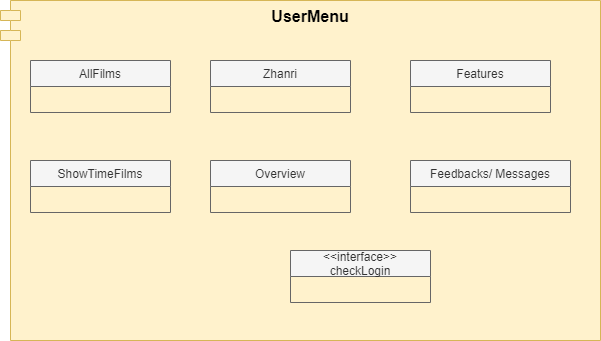 UserMenu
AllFilms
Zhanri
Features
ShowTimeFilms
Overview
Feedbacks/ Messages
<<interface>>
checkLogin